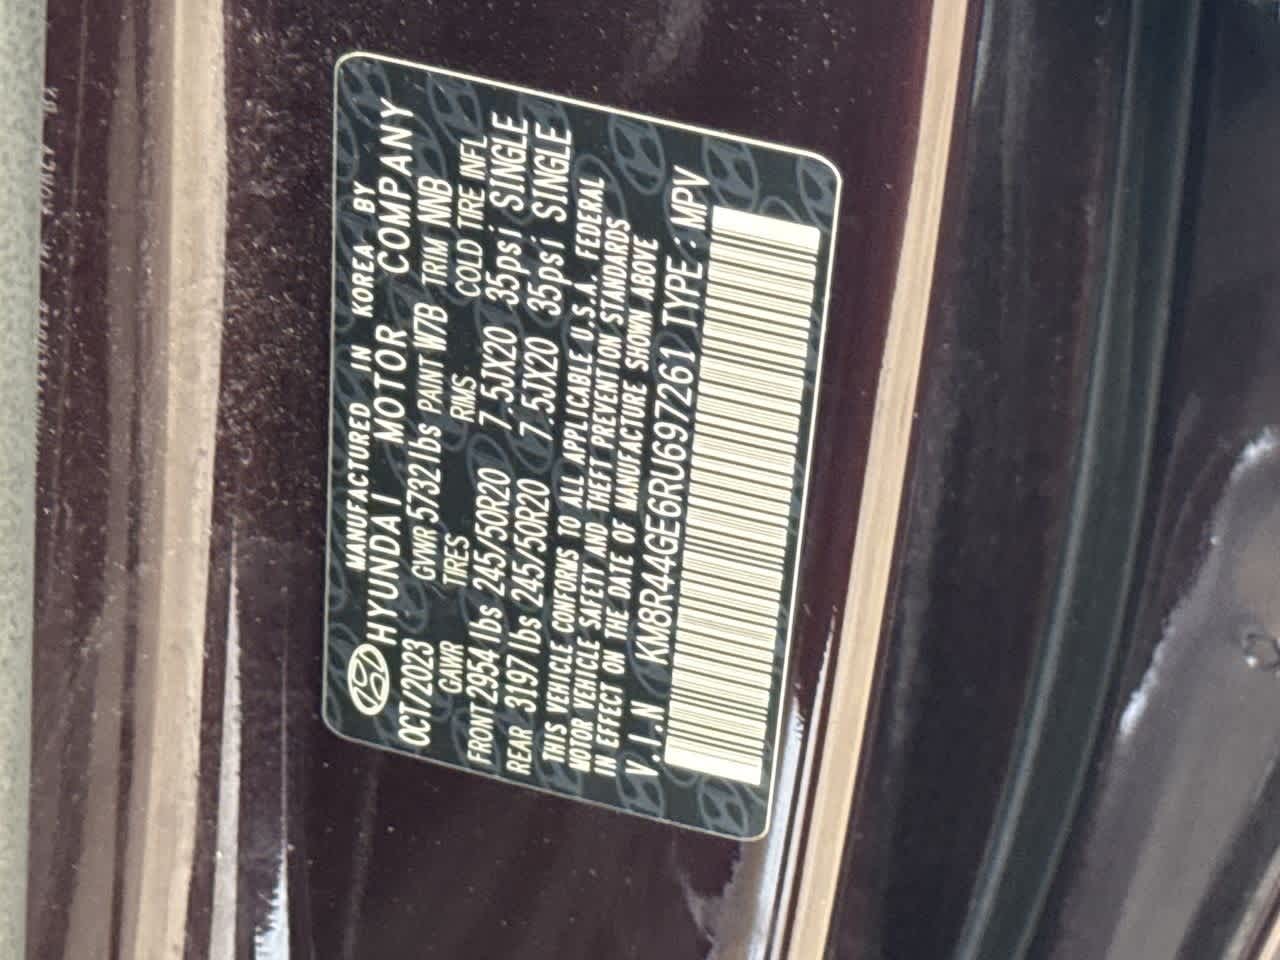 MANUFACTURED IN KOREA BY
HYUNDAI MOTOR COMPANY
OCT/2023 GVWR 5732lbs PAINT W7B TRIM NNB
GAWR TRES RIMS COLD TIRE INFL
FRONT 2954 lbs 245/50R20 7.5JX20 35psi SINGLE
REAR 3197 lbs 245/50R20 7.5JX20 35psi SINGLE
THIS VEHICLE CONFORMS TO ALL APPLICABLE U.S.A. FEDERAL
MOTOR VEHICLE SAFETY AND THEFT PREVENTION STANDARDS
IN EFFECT ON THE DATE OF MANUFACTURE SHOWN ABOVE
V.I.N KM8R44GE6RU697261 TYPE : MPV